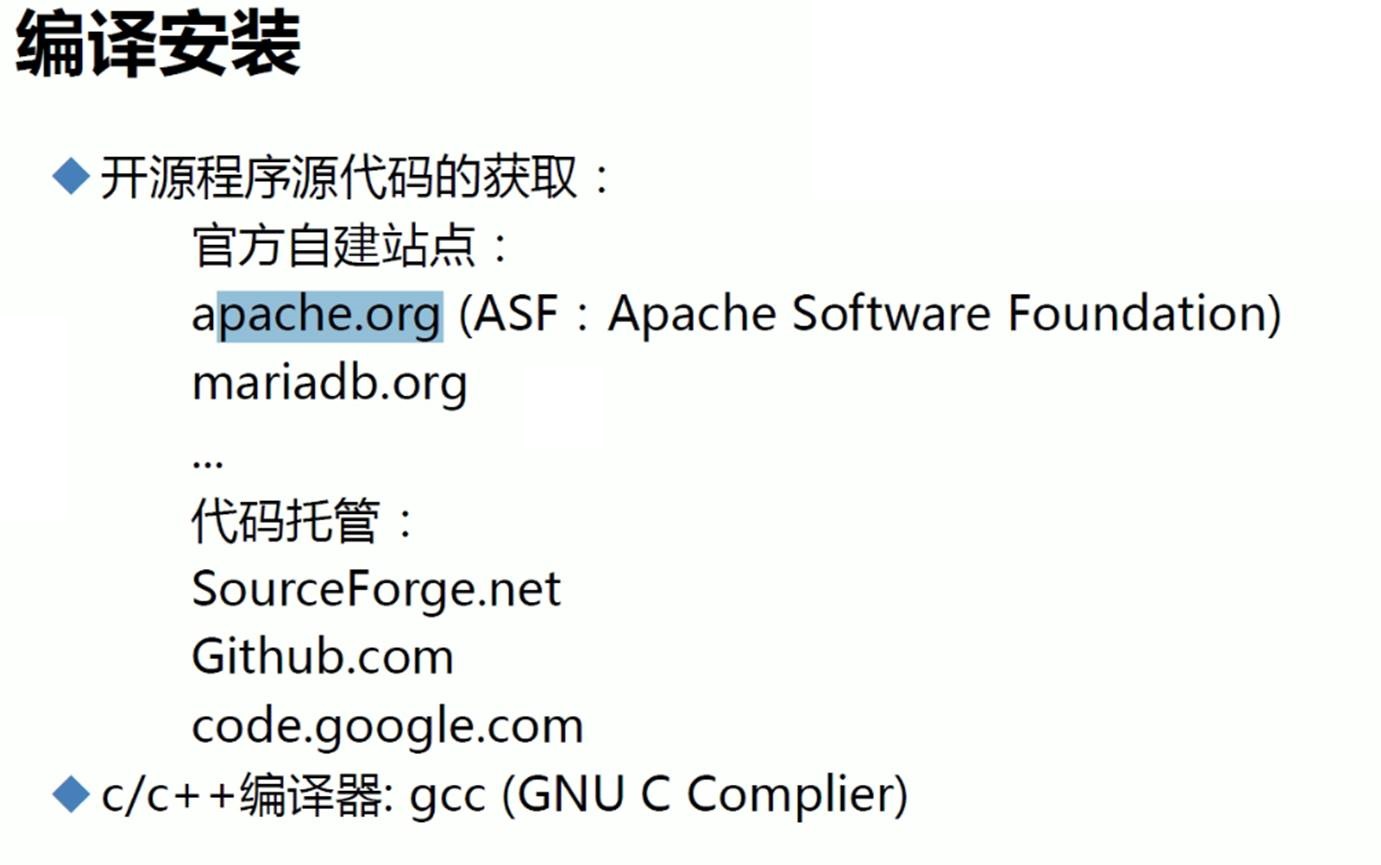 编译安装
开源程序源代码的获取：
官方自建站点：
apache.org (ASF：Apache Software Foundation)
mariadb.org
...
代码托管：
SourceForge.net
Github.com
code.google.com
c/c++编译器: gcc (GNU C Complier)